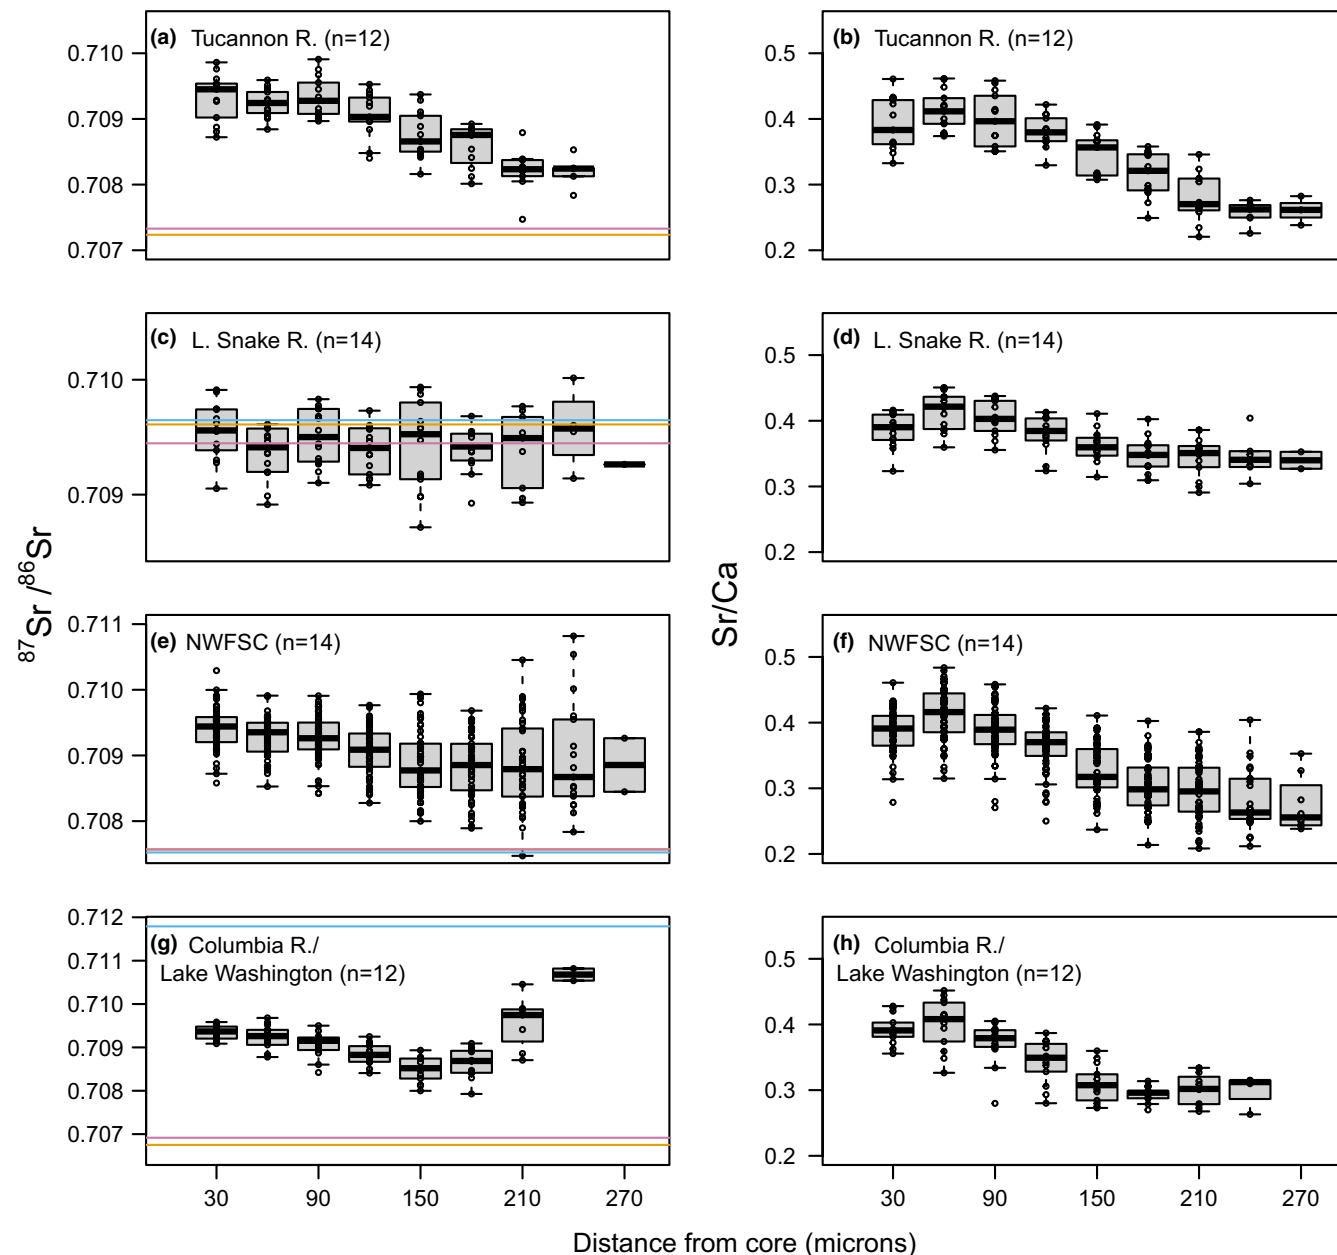 (a) Tucannon R. (n=12)
0.710
0.709
0.708
0.707
(b) Tucannon R. (n=12)
0.5
0.4
0.3
0.2
(c) L. Snake R. (n=14)
0.710
0.709
(d) L. Snake R. (n=14)
0.5
0.4
0.3
0.2
87Sr /86Sr
Sr/Ca
(e) NWFSC (n=14)
0.711
0.710
0.709
0.708
(f) NWFSC (n=14)
0.5
0.4
0.3
0.2
(g) Columbia R./
Lake Washington (n=12)
0.712
0.711
0.710
0.709
0.708
0.707
30 90 150 210 270
(h) Columbia R./
Lake Washington (n=12)
0.5
0.4
0.3
0.2
30 90 150 210 270
Distance from core (microns)